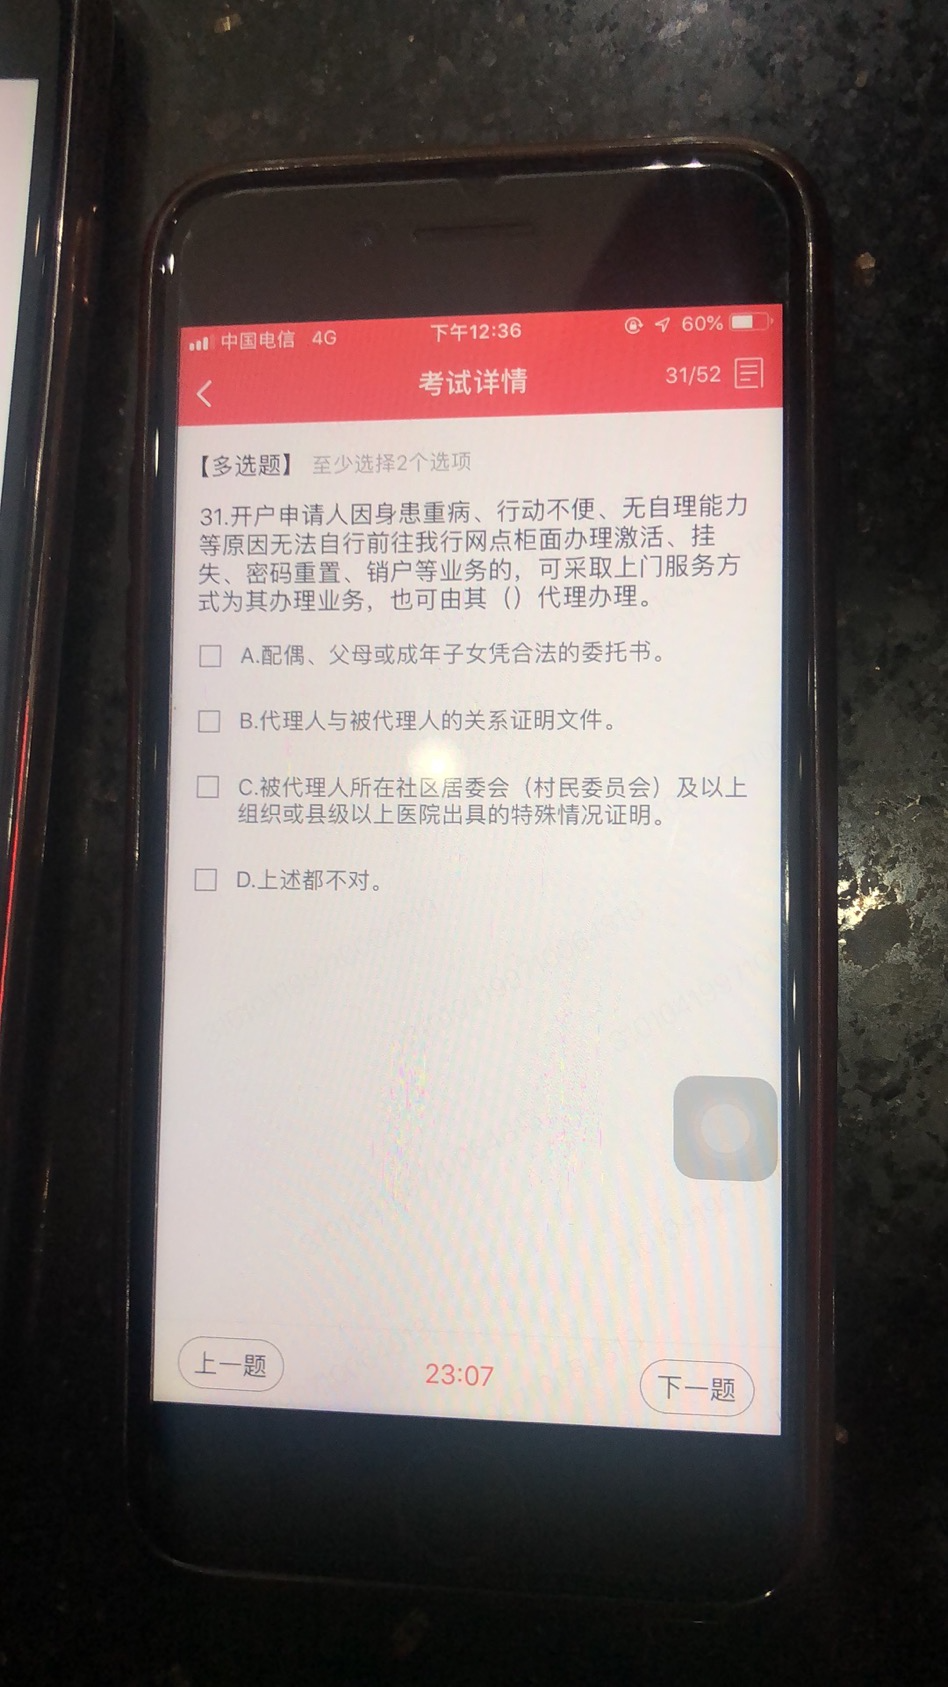 中国电信 4G 下午12:36 60%
考试详情 31/52
【多选题】 至少选择2个选项
31.开户申请人因身患重病、行动不便、无自理能力
等原因无法自行前往我行网点柜面办理激活、挂
失、密码重置、销户等业务的，可采取上门服务方
式为其办理业务，也可由其（）代理办理。
A.配偶、父母或成年子女凭合法的委托书。
B.代理人与被代理人的关系证明文件。
C.被代理人所在社区居委会（村民委员会）及以上
组织或县级以上医院出具的特殊情况证明。
D.上述都不对。
上一题 23:07 下一题